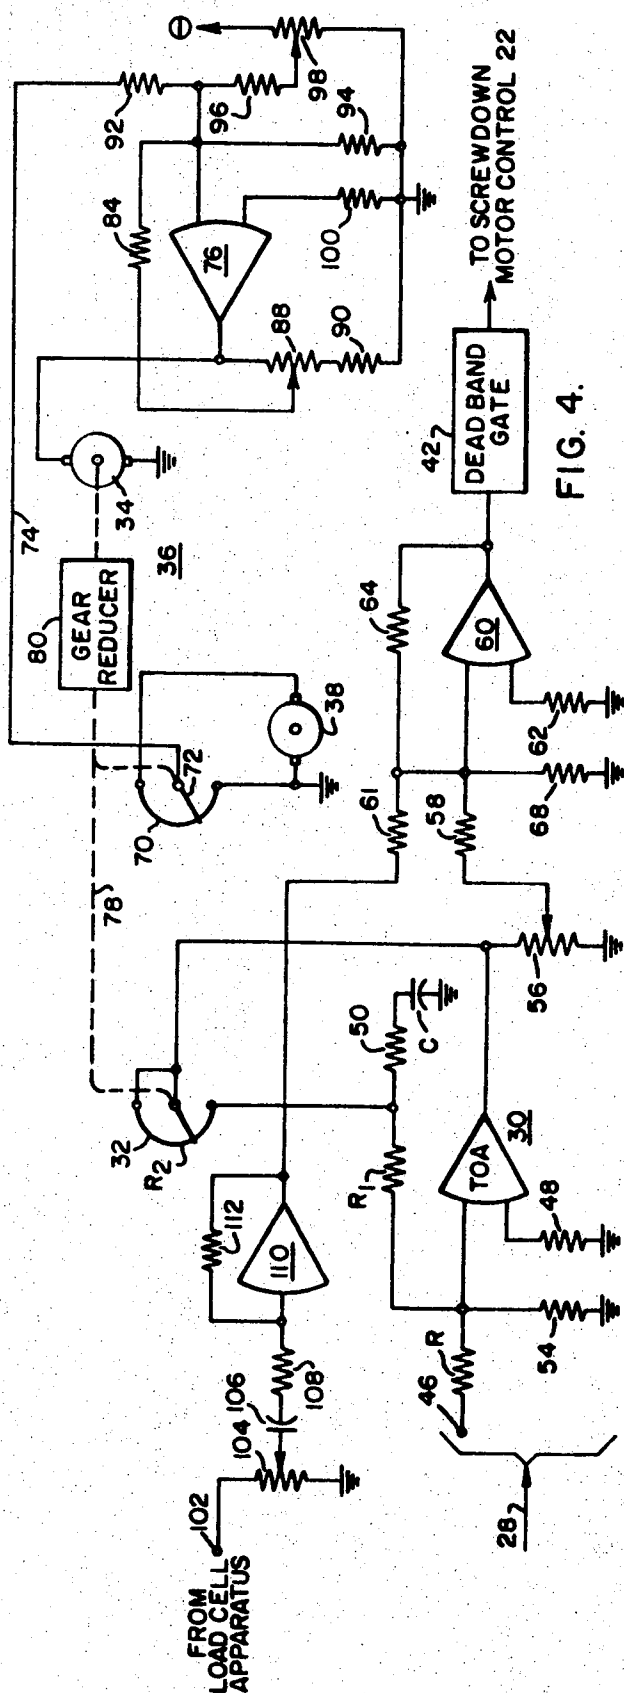 74
92
96
98
⊖
84
76
94
100
88
90
34
80
GEAR
REDUCER
36
78
70
72
38
32
R2
61
64
60
62
68
58
56
42
DEAD BAND
GATE
TO SCREWDOWN
MOTOR CONTROL 22
FROM
LOAD CELL
APPARATUS
102
104
106
108
110
112
R1
50
C
28
46
R
54
TOA
30
48
FIG. 4.